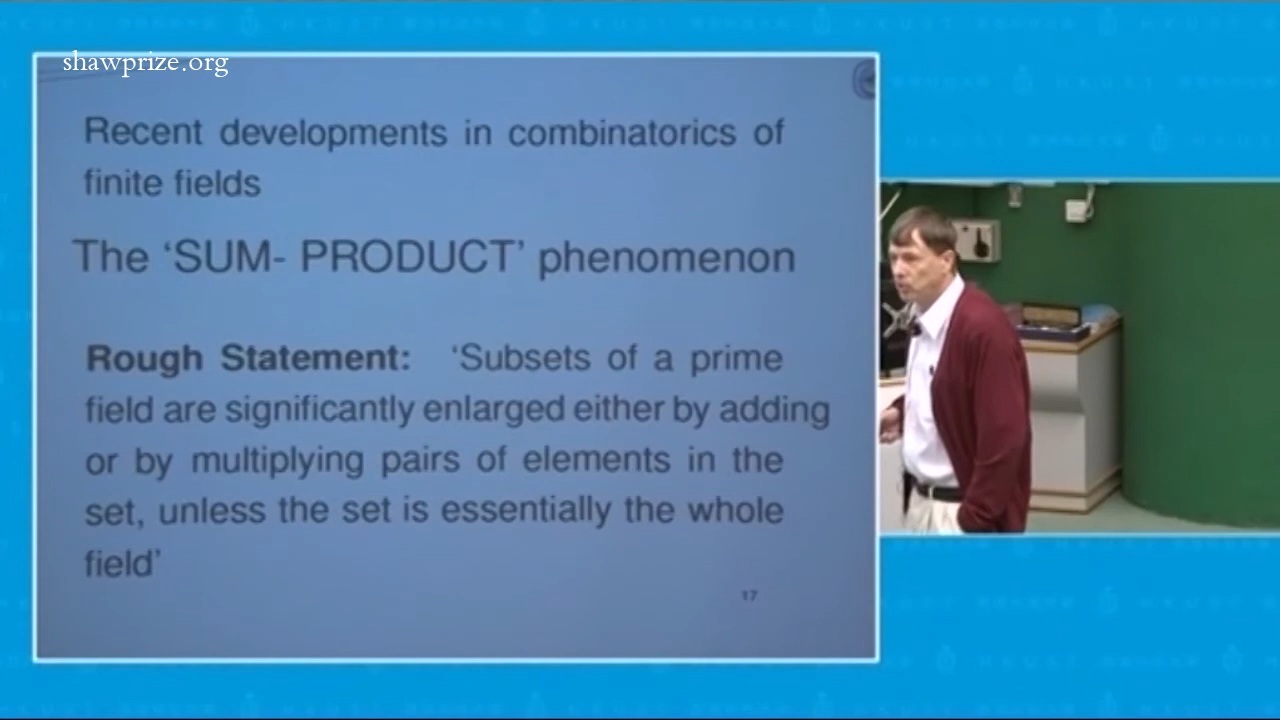 shawprize.org
Recent developments in combinatorics of
finite fields
The ‘SUM- PRODUCT’ phenomenon
Rough Statement: ‘Subsets of a prime
field are significantly enlarged either by adding
or by multiplying pairs of elements in the
set, unless the set is essentially the whole
field’
17